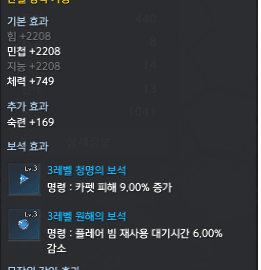 기본 효과
힘 +2208
민첩 +2208
지능 +2208
체력 +749
추가 효과
숙련 +169
보석 효과
Lv.3
3레벨 청명의 보석
명령 : 카펫 피해 9.00% 증가
Lv.3
3레벨 원해의 보석
명령 : 플레어 빔 재사용 대기시간 6.00%
감소